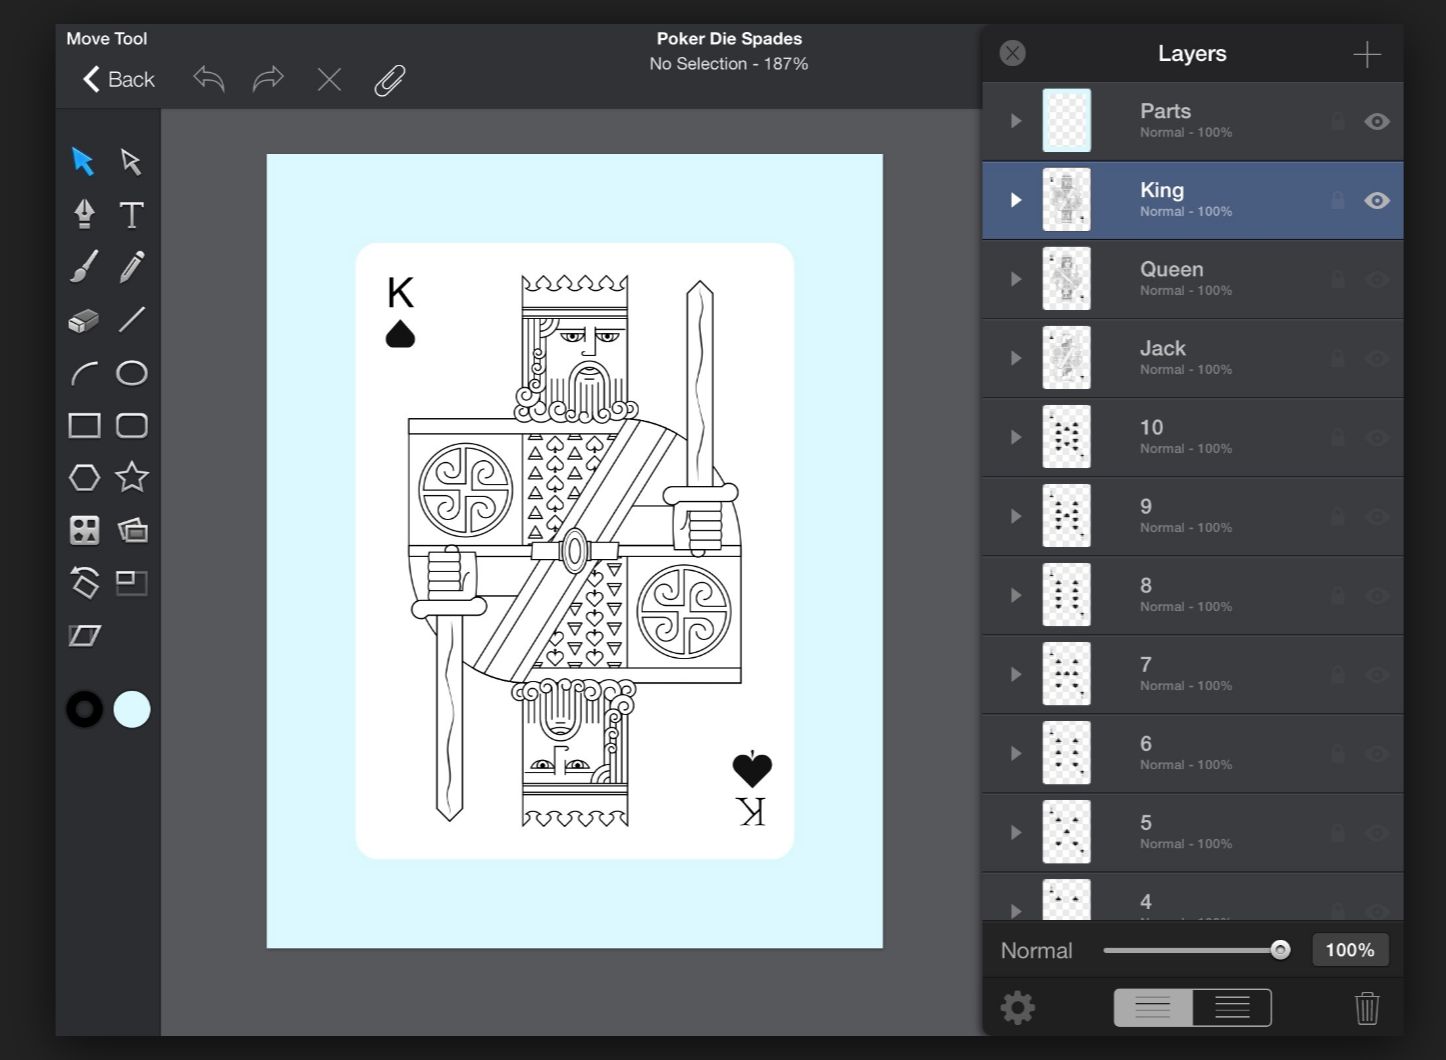 Move Tool
Poker Die Spades
No Selection - 187%
Back
Layers
Parts
Normal - 100%
King
Normal - 100%
Queen
Normal - 100%
Jack
Normal - 100%
10
Normal - 100%
9
Normal - 100%
8
Normal - 100%
7
Normal - 100%
6
Normal - 100%
5
Normal - 100%
4
Normal
100%
K
K
T